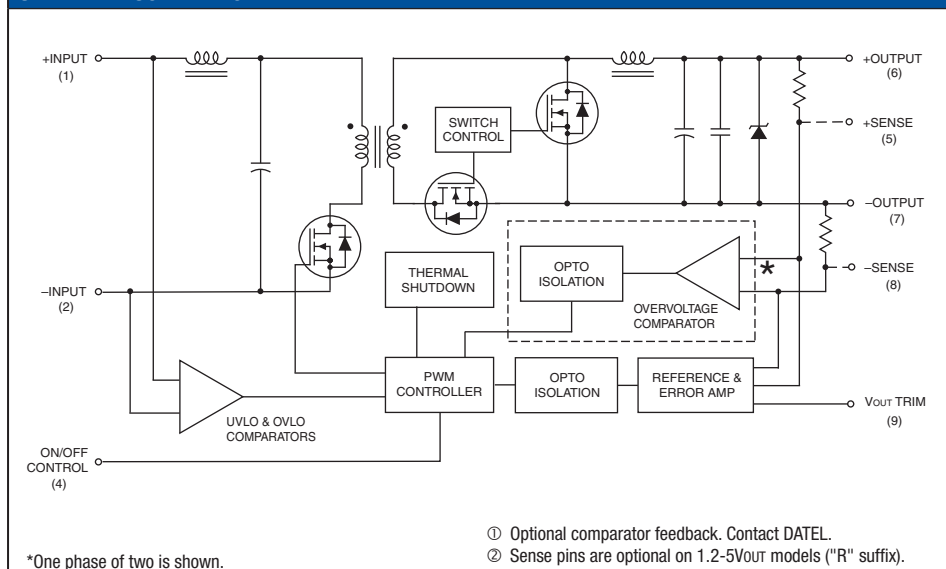 +INPUT
(1)
+OUTPUT
(6)
SWITCH
CONTROL
+SENSE
(5)
–OUTPUT
(7)
–INPUT
(2)
THERMAL
SHUTDOWN
OPTO
ISOLATION
*
OVERVOLTAGE
COMPARATOR
–SENSE
(8)
PWM
CONTROLLER
OPTO
ISOLATION
REFERENCE &
ERROR AMP
UVLO & OVLO
COMPARATORS
VOUT TRIM
(9)
ON/OFF
CONTROL
(4)
*One phase of two is shown.
① Optional comparator feedback. Contact DATEL.
② Sense pins are optional on 1.2-5VOUT models ("R" suffix).